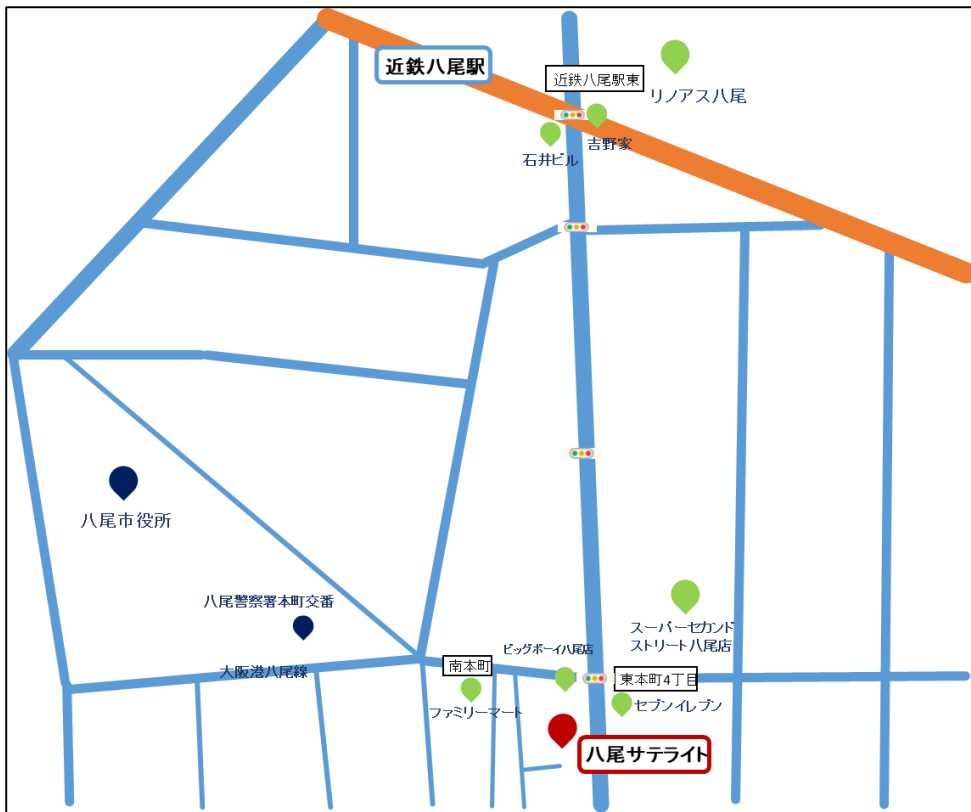 近鉄八尾駅
近鉄八尾駅東
リノアス八尾
吉野家
石井ビル
八尾市役所
八尾警察署本町交番
大阪港八尾線
南本町
ファミリーマート
ビッグボーイ八尾店
スーパーセカンド
ストリート八尾店
東本町4丁目
セブンイレブン
八尾サテライト